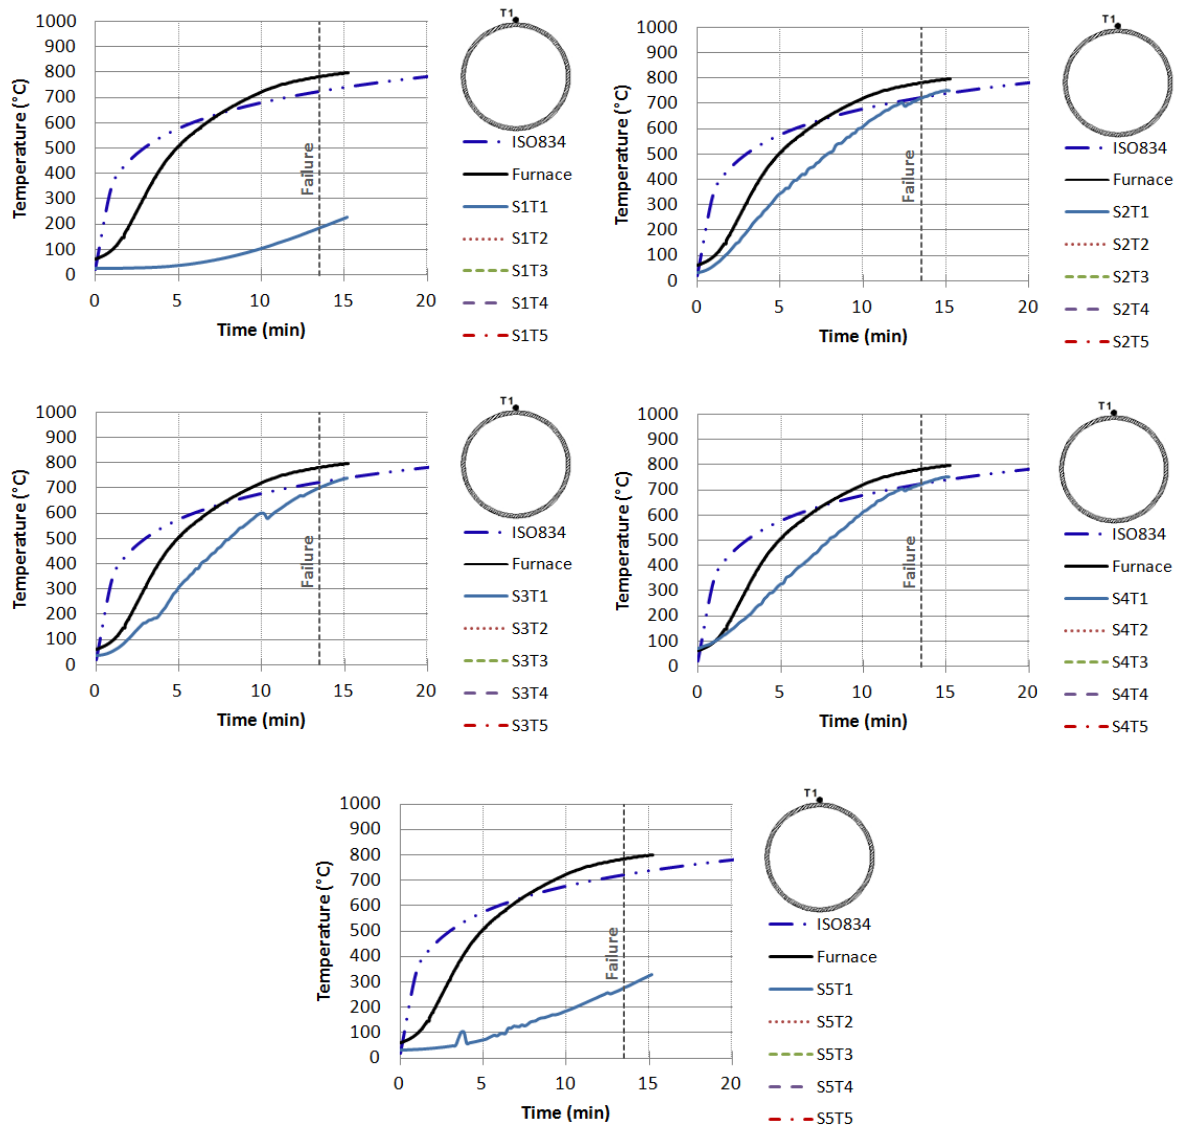 T1
1000
900
800
700
600
500
400
300
200
100
0
Temperature (°C)
Failure
0 5 10 15 20
Time (min)
ISO834
Furnace
S1T1
S1T2
S1T3
S1T4
S1T5
T1
1000
900
800
700
600
500
400
300
200
100
0
Temperature (°C)
Failure
0 5 10 15 20
Time (min)
ISO834
Furnace
S2T1
S2T2
S2T3
S2T4
S2T5
T1
1000
900
800
700
600
500
400
300
200
100
0
Temperature (°C)
Failure
0 5 10 15 20
Time (min)
ISO834
Furnace
S3T1
S3T2
S3T3
S3T4
S3T5
T1
1000
900
800
700
600
500
400
300
200
100
0
Temperature (°C)
Failure
0 5 10 15 20
Time (min)
ISO834
Furnace
S4T1
S4T2
S4T3
S4T4
S4T5
T1
1000
900
800
700
600
500
400
300
200
100
0
Temperature (°C)
Failure
0 5 10 15 20
Time (min)
ISO834
Furnace
S5T1
S5T2
S5T3
S5T4
S5T5